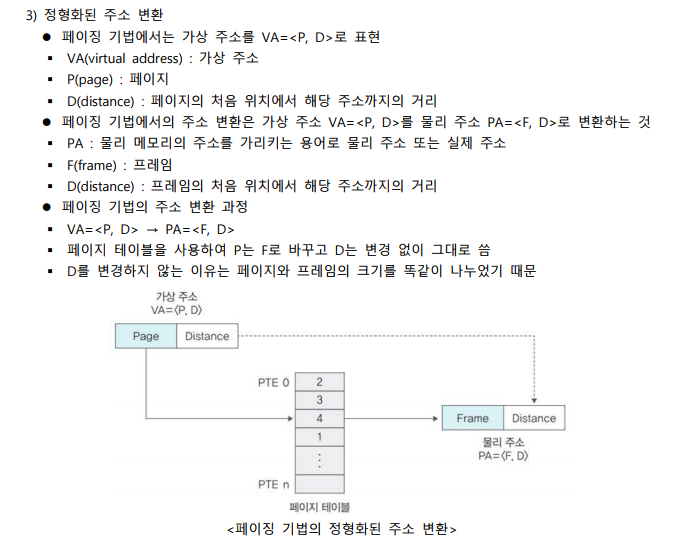 3) 정형화된 주소 변환
● 페이징 기법에서는 가상 주소를 VA=<P, D>로 표현
▪ VA(virtual address) : 가상 주소
▪ P(page) : 페이지
▪ D(distance) : 페이지의 처음 위치에서 해당 주소까지의 거리
● 페이징 기법에서의 주소 변환은 가상 주소 VA=<P, D>를 물리 주소 PA=<F, D>로 변환하는 것
▪ PA : 물리 메모리의 주소를 가리키는 용어로 물리 주소 또는 실제 주소
▪ F(frame) : 프레임
▪ D(distance) : 프레임의 처음 위치에서 해당 주소까지의 거리
● 페이징 기법의 주소 변환 과정
▪ VA=<P, D> → PA=<F, D>
▪ 페이지 테이블을 사용하여 P는 F로 바꾸고 D는 변경 없이 그대로 씀
▪ D를 변경하지 않는 이유는 페이지와 프레임의 크기를 똑같이 나누었기 때문
가상 주소
VA=⟨P, D⟩
Page Distance
PTE 0 2
3
4
1
⋮
PTE n
페이지 테이블
Frame Distance
물리 주소
PA=⟨F, D⟩
<페이징 기법의 정형화된 주소 변환>